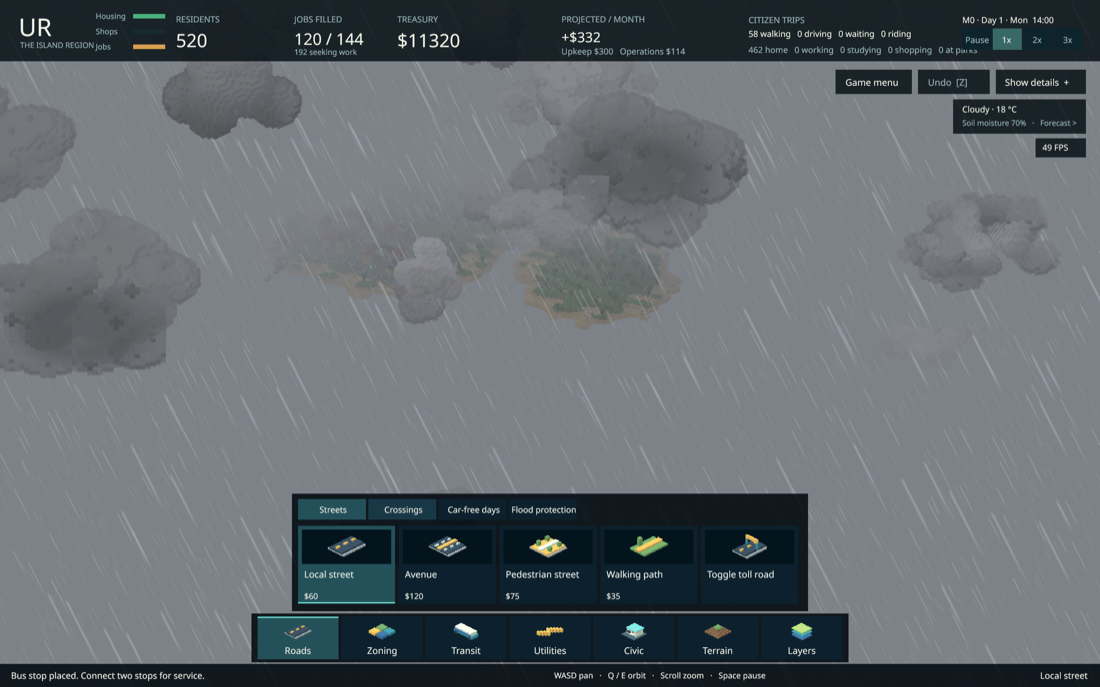 UR
THE ISLAND REGION
Housing
Shops
Jobs
RESIDENTS
520
JOBS FILLED
120 / 144
192 seeking work
TREASURY
$11320
PROJECTED / MONTH
+$332
Upkeep $300 Operations $114
CITIZEN TRIPS
58 walking 0 driving 0 waiting 0 riding
462 home 0 working 0 studying 0 shopping 0 at parks
M0 · Day 1 · Mon 14:00
Pause 1x 2x 3x
Game menu
Undo [Z]
Show details +
Cloudy · 18 °C
Soil moisture 70% · Forecast >
49 FPS
Streets Crossings Car-free days Flood protection
Local street Avenue Pedestrian street Walking path Toggle toll road
$60 $120 $75 $35
Roads Zoning Transit Utilities Civic Terrain Layers
Bus stop placed. Connect two stops for service.
WASD pan · Q / E orbit · Scroll zoom · Space pause
Local street